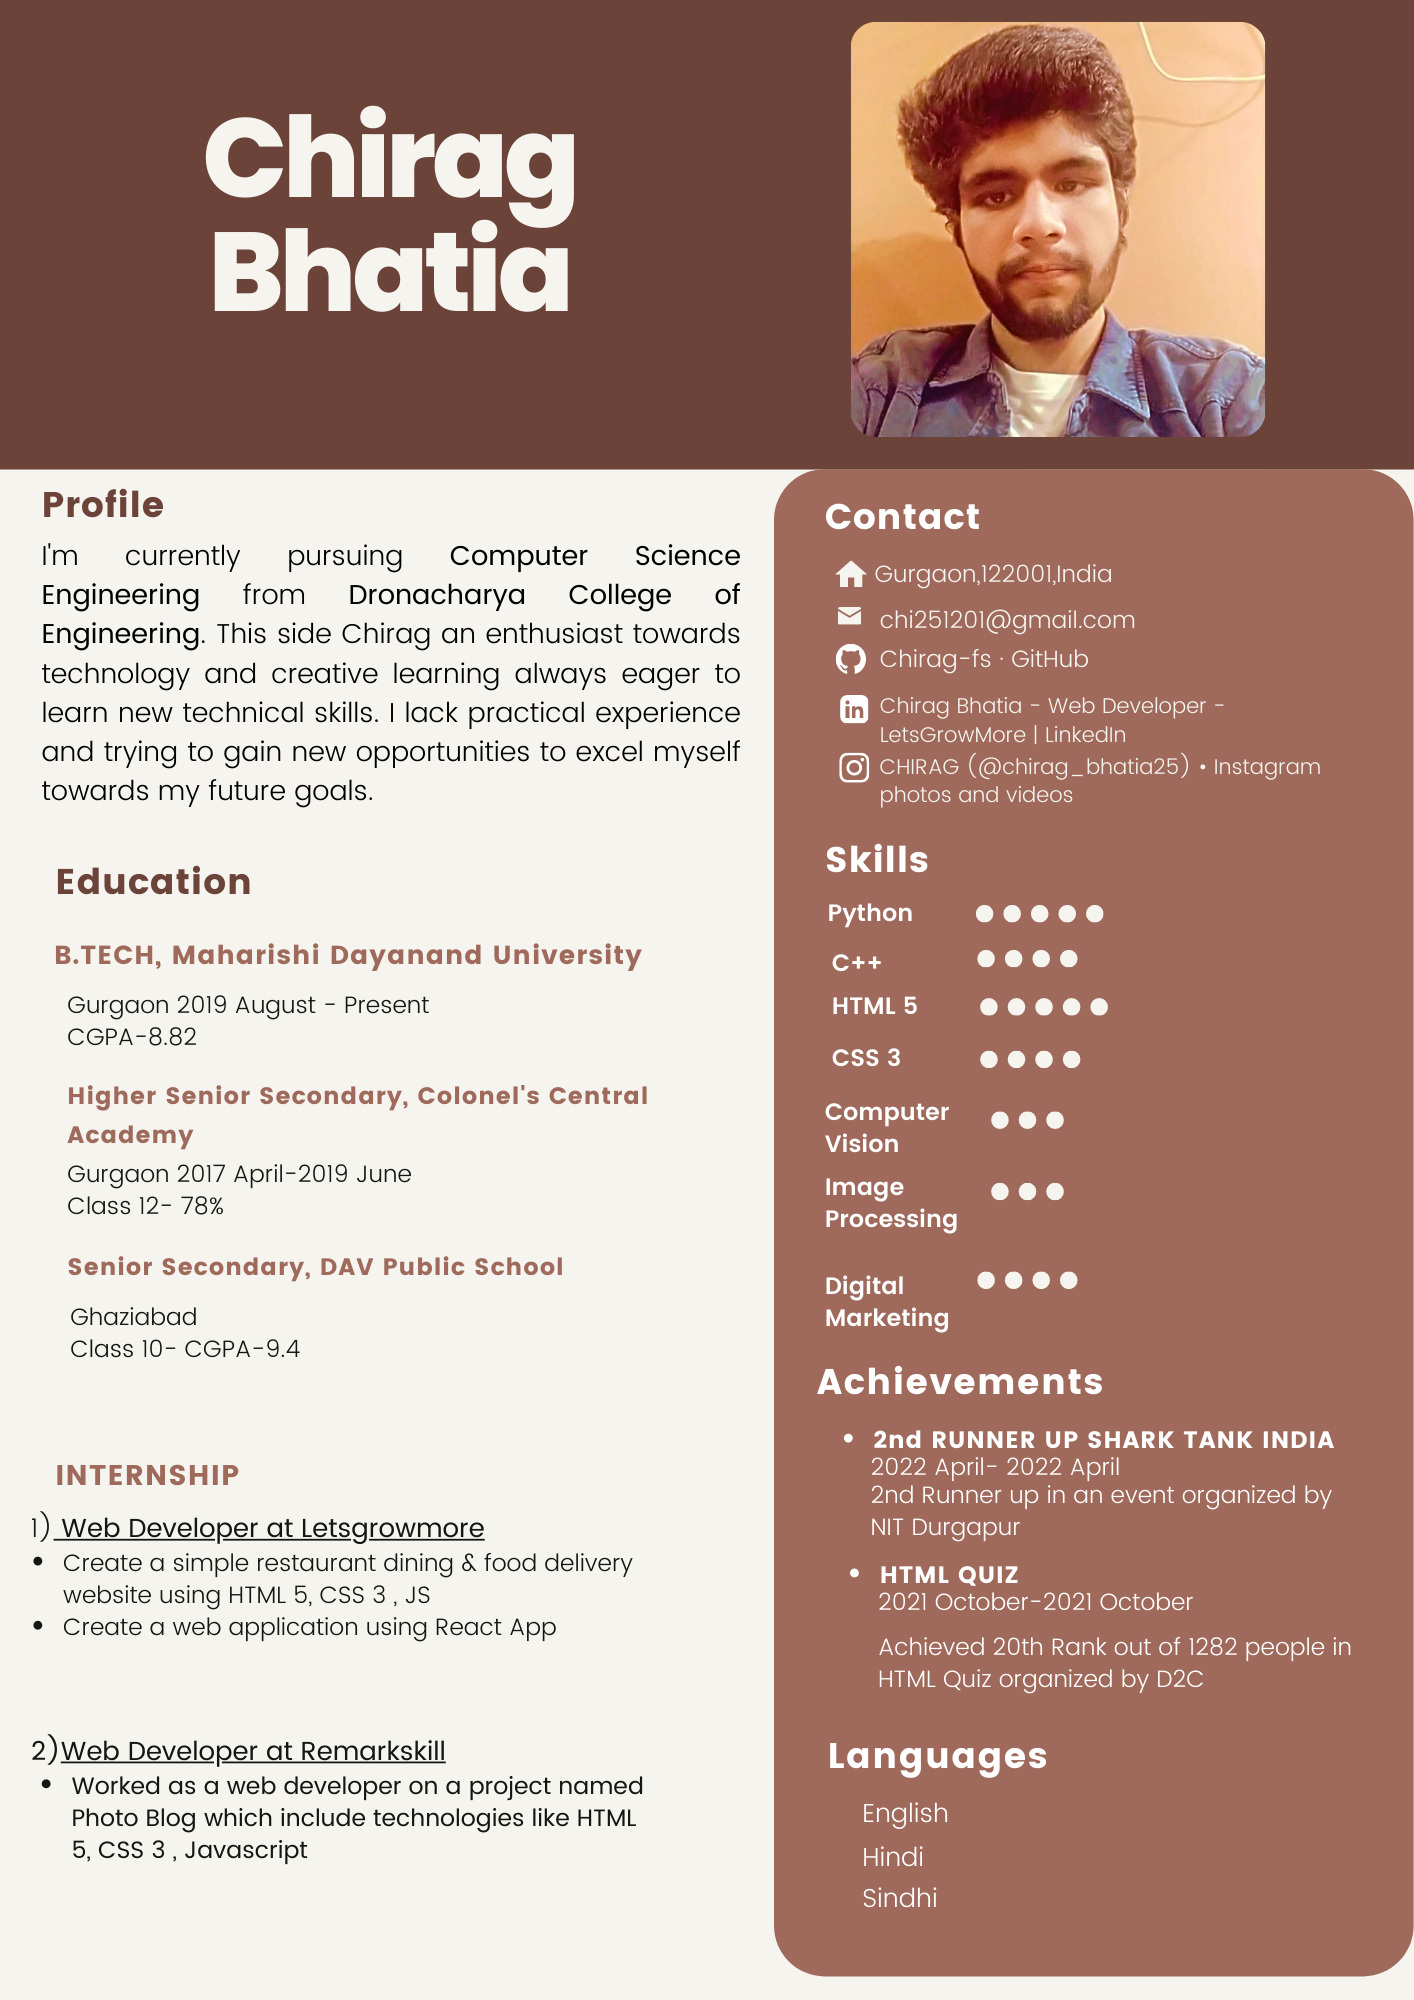 Chirag
Bhatia
Profile
I'm currently pursuing Computer Science
Engineering from Dronacharya College of
Engineering. This side Chirag an enthusiast towards
technology and creative learning always eager to
learn new technical skills. I lack practical experience
and trying to gain new opportunities to excel myself
towards my future goals.
Education
B.TECH, Maharishi Dayanand University
Gurgaon 2019 August - Present
CGPA-8.82
Higher Senior Secondary, Colonel's Central
Academy
Gurgaon 2017 April-2019 June
Class 12- 78%
Senior Secondary, DAV Public School
Ghaziabad
Class 10- CGPA-9.4
INTERNSHIP
1) Web Developer at Letsgrowmore
• Create a simple restaurant dining & food delivery
website using HTML 5, CSS 3 , JS
• Create a web application using React App
2)Web Developer at Remarkskill
• Worked as a web developer on a project named
Photo Blog which include technologies like HTML
5, CSS 3 , Javascript
Contact
Gurgaon,122001,India
chi251201@gmail.com
Chirag-fs · GitHub
in
Chirag Bhatia - Web Developer -
LetsGrowMore | LinkedIn
CHIRAG (@chirag_bhatia25) • Instagram
photos and videos
Skills
Python
C++
HTML 5
CSS 3
Computer
Vision
Image
Processing
Digital
Marketing
Achievements
• 2nd RUNNER UP SHARK TANK INDIA
2022 April- 2022 April
2nd Runner up in an event organized by
NIT Durgapur
• HTML QUIZ
2021 October-2021 October
Achieved 20th Rank out of 1282 people in
HTML Quiz organized by D2C
Languages
English
Hindi
Sindhi